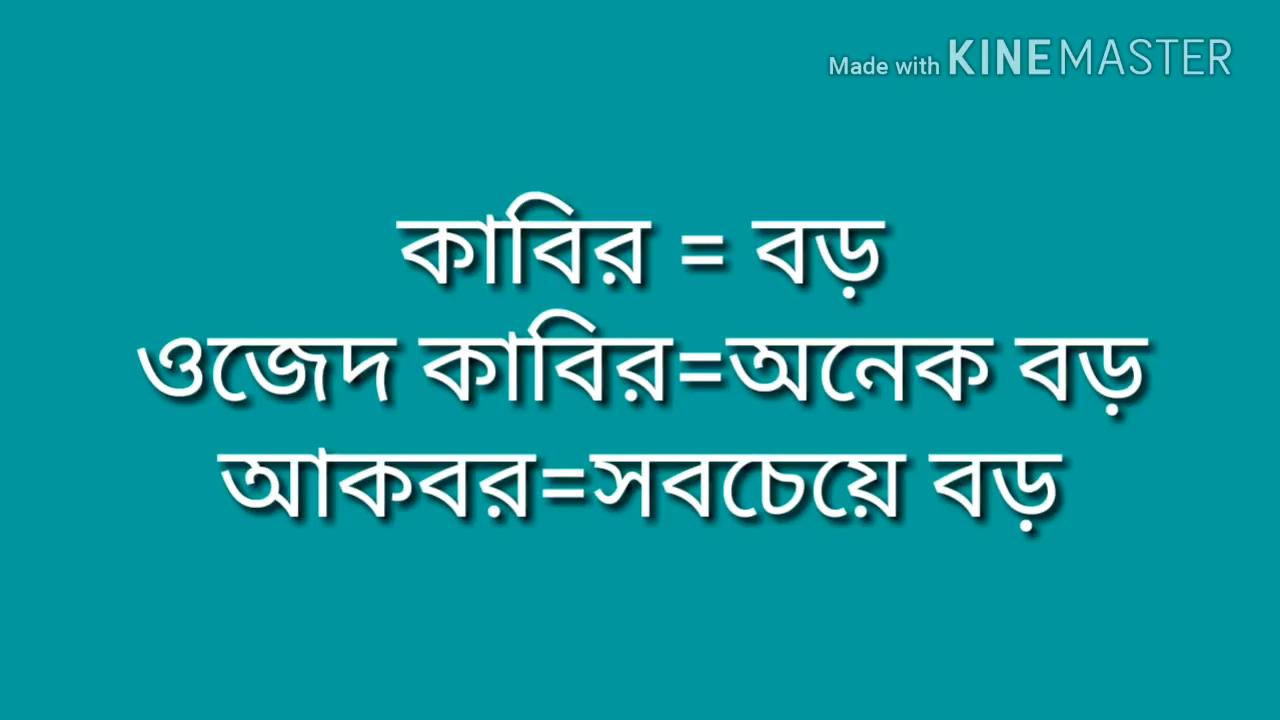 Made with KINEMASTER
কাবির = বড়
ওজেদ কাবির=অনেক বড়
আকবর=সবচেয়ে বড়